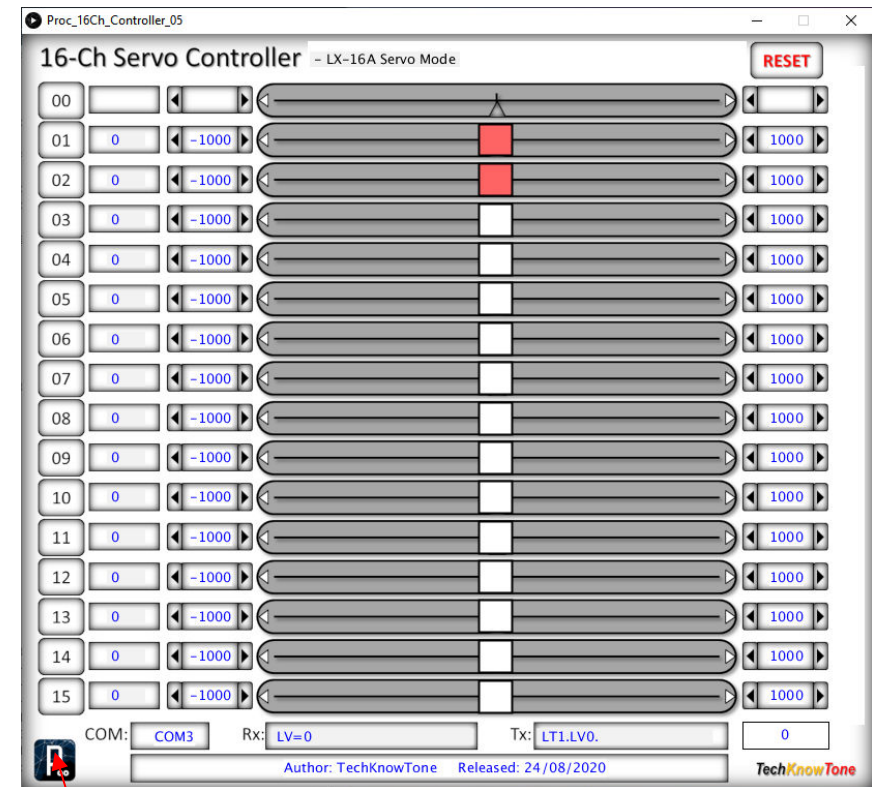 Proc_16Ch_Controller_05
16-Ch Servo Controller - LX-16A Servo Mode RESET
00
01 0 -1000 1000
02 0 -1000 1000
03 0 -1000 1000
04 0 -1000 1000
05 0 -1000 1000
06 0 -1000 1000
07 0 -1000 1000
08 0 -1000 1000
09 0 -1000 1000
10 0 -1000 1000
11 0 -1000 1000
12 0 -1000 1000
13 0 -1000 1000
14 0 -1000 1000
15 0 -1000 1000
COM: COM3 Rx: LV=0 Tx: LT1.LV0. 0
Author: TechKnowTone Released: 24/08/2020 TechKnowTone